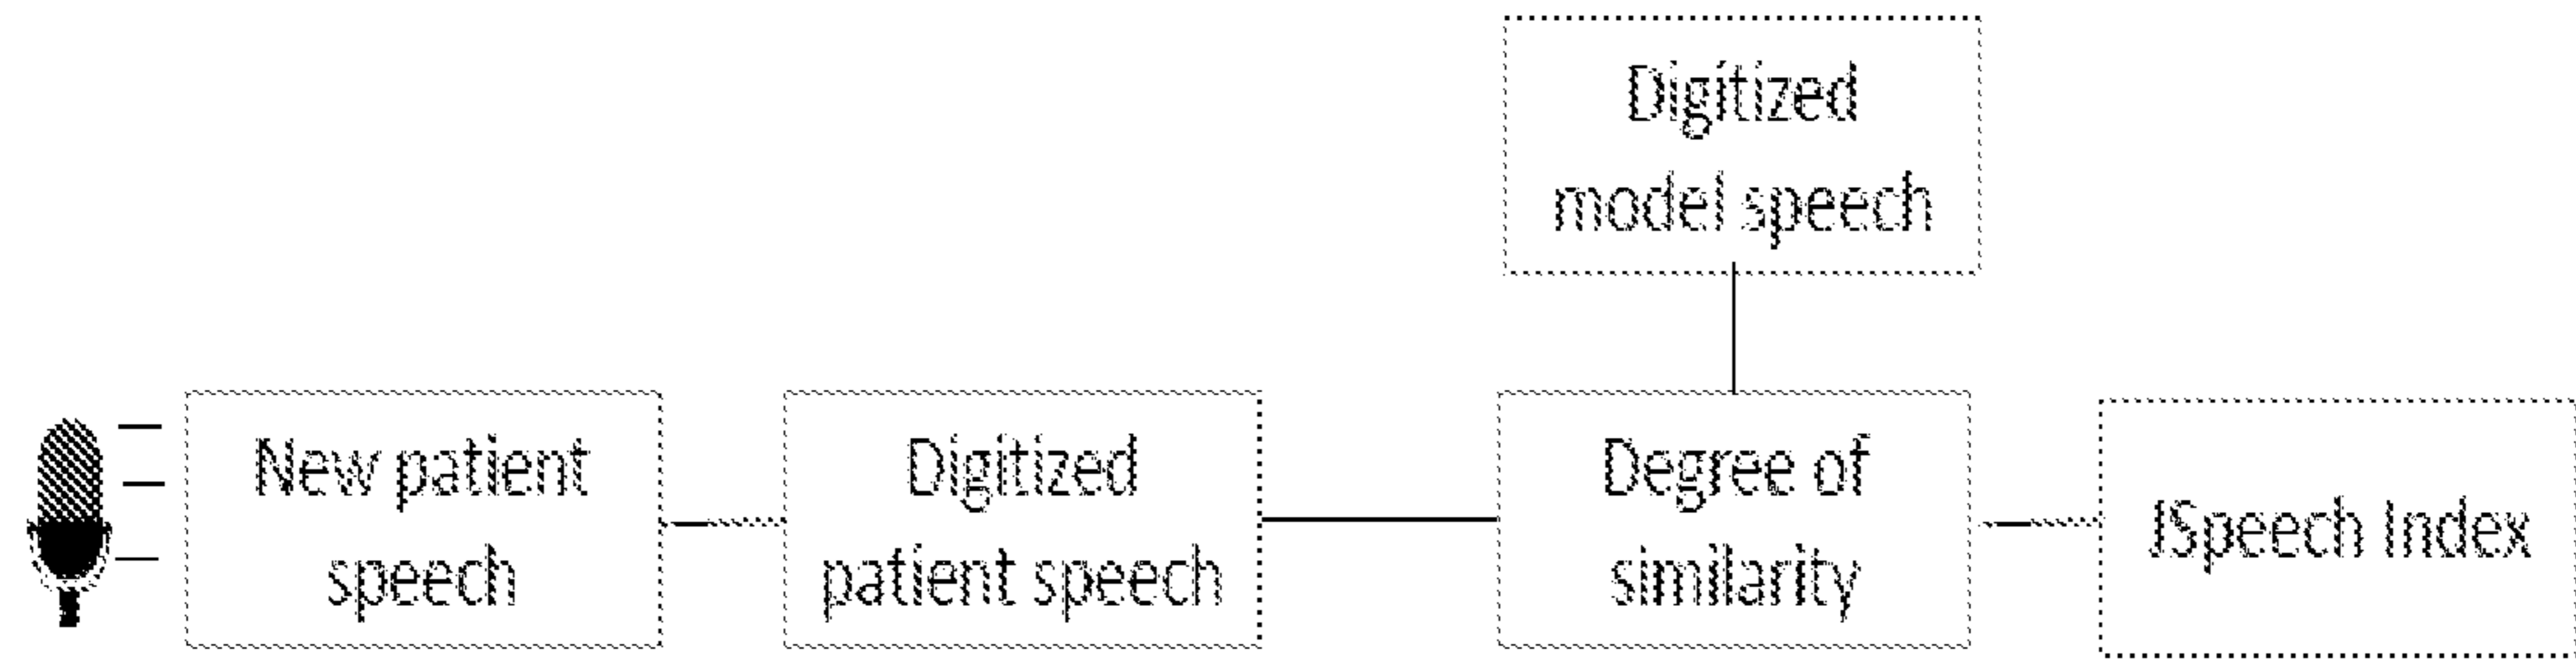 Digitized
model speech
New patient
speech
Digitized
patient speech
Degree of
similarity
JSpeech Index